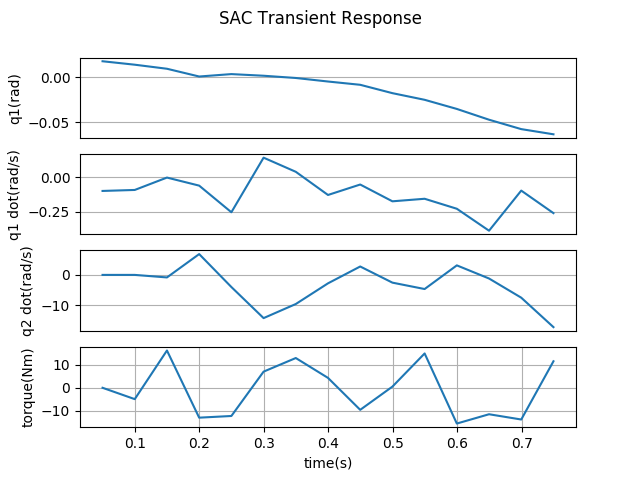 SAC Transient Response
q1(rad)
0.00
−0.05
q1 dot(rad/s)
0.00
−0.25
q2 dot(rad/s)
0
−10
torque(Nm)
10
0
−10
0.1 0.2 0.3 0.4 0.5 0.6 0.7
time(s)